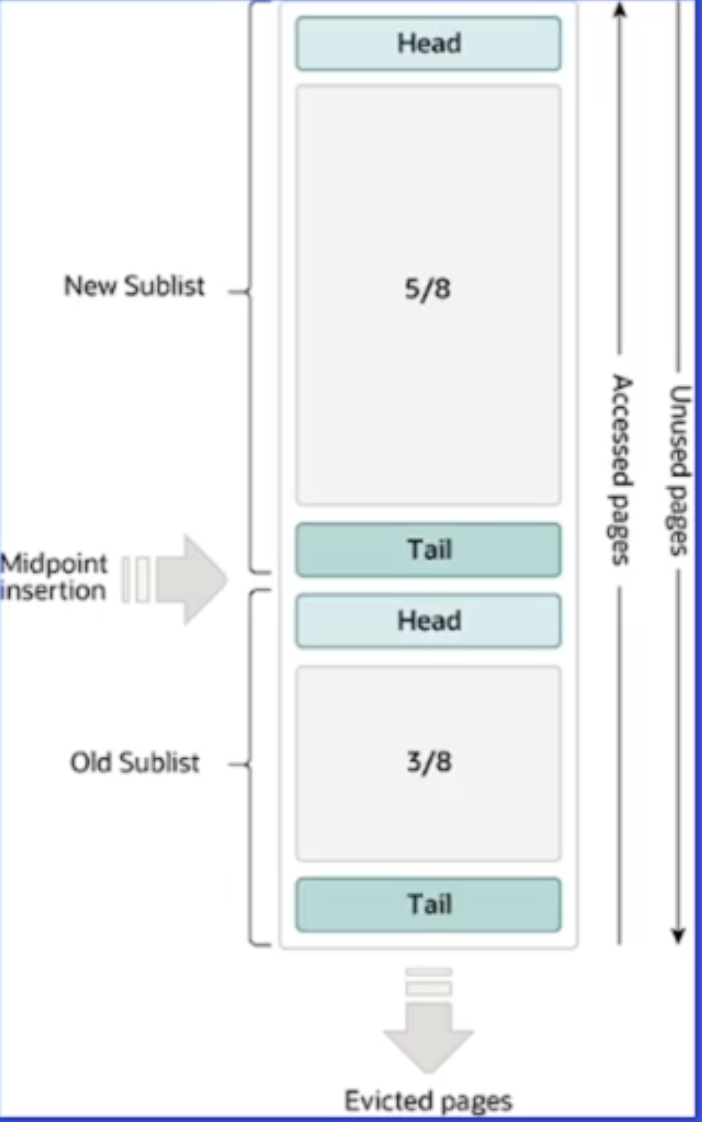 Head
New Sublist
5/8
Accessed pages
Unused pages
Midpoint
insertion
Tail
Head
Old Sublist
3/8
Tail
Evicted pages